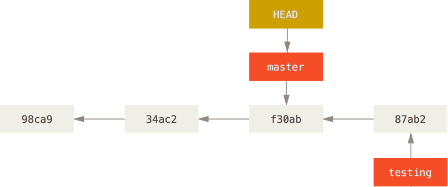 HEAD
master
98ca9
34ac2
f30ab
87ab2
testing